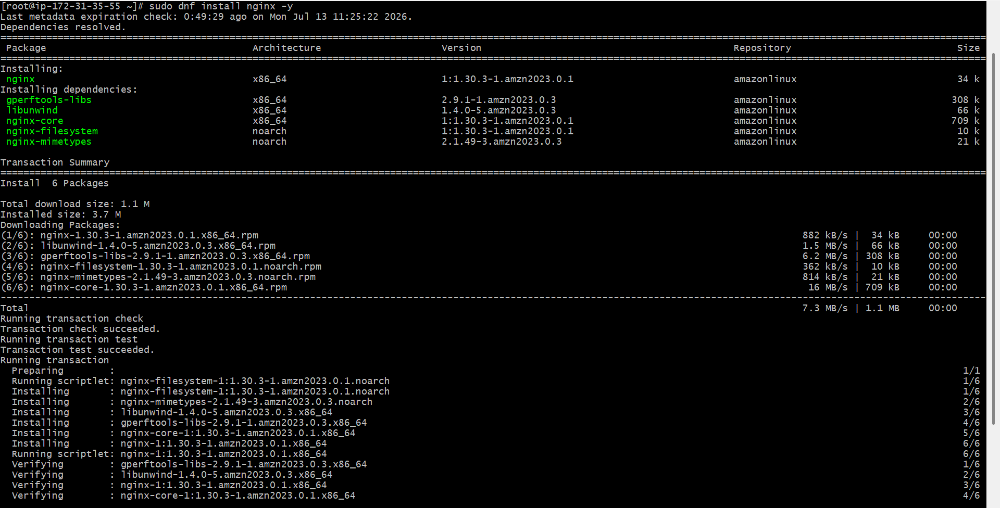 [root@ip-172-31-35-55 ~]# sudo dnf install nginx -y
Last metadata expiration check: 0:49:29 ago on Mon Jul 13 11:25:22 2026.
Dependencies resolved.
================================================================================
 Package                Architecture                Version                Repository                Size
================================================================================
Installing:
 nginx                x86_64                1:1.30.3-1.amzn2023.0.1                amazonlinux                34 k
Installing dependencies:
 gperftools-libs                x86_64                2.9.1-1.amzn2023.0.3                amazonlinux                308 k
 libunwind                x86_64                1.4.0-5.amzn2023.0.3                amazonlinux                66 k
 nginx-core                x86_64                1:1.30.3-1.amzn2023.0.1                amazonlinux                709 k
 nginx-filesystem                noarch                1:1.30.3-1.amzn2023.0.1                amazonlinux                10 k
 nginx-mimetypes                noarch                2.1.49-3.amzn2023.0.3                amazonlinux                21 k

Transaction Summary
================================================================================
Install  6 Packages

Total download size: 1.1 M
Installed size: 3.7 M
Downloading Packages:
(1/6): nginx-1.30.3-1.amzn2023.0.1.x86_64.rpm                882 kB/s |  34 kB     00:00
(2/6): libunwind-1.4.0-5.amzn2023.0.3.x86_64.rpm                1.5 MB/s |  66 kB     00:00
(3/6): gperftools-libs-2.9.1-1.amzn2023.0.3.x86_64.rpm                6.2 MB/s | 308 kB     00:00
(4/6): nginx-filesystem-1.30.3-1.amzn2023.0.1.noarch.rpm                362 kB/s |  10 kB     00:00
(5/6): nginx-mimetypes-2.1.49-3.amzn2023.0.3.noarch.rpm                814 kB/s |  21 kB     00:00
(6/6): nginx-core-1.30.3-1.amzn2023.0.1.x86_64.rpm                16 MB/s | 709 kB     00:00
--------------------------------------------------------------------------------
Total                7.3 MB/s | 1.1 MB     00:00
Running transaction check
Transaction check succeeded.
Running transaction test
Transaction test succeeded.
Running transaction
  Preparing        :                1/1
  Running scriptlet: nginx-filesystem-1:1.30.3-1.amzn2023.0.1.noarch                1/6
  Installing       : nginx-filesystem-1:1.30.3-1.amzn2023.0.1.noarch                1/6
  Installing       : nginx-mimetypes-2.1.49-3.amzn2023.0.3.noarch                2/6
  Installing       : libunwind-1.4.0-5.amzn2023.0.3.x86_64                3/6
  Installing       : gperftools-libs-2.9.1-1.amzn2023.0.3.x86_64                4/6
  Installing       : nginx-core-1:1.30.3-1.amzn2023.0.1.x86_64                5/6
  Installing       : nginx-1:1.30.3-1.amzn2023.0.1.x86_64                6/6
  Running scriptlet: nginx-1:1.30.3-1.amzn2023.0.1.x86_64                6/6
  Verifying        : gperftools-libs-2.9.1-1.amzn2023.0.3.x86_64                1/6
  Verifying        : libunwind-1.4.0-5.amzn2023.0.3.x86_64                2/6
  Verifying        : nginx-1:1.30.3-1.amzn2023.0.1.x86_64                3/6
  Verifying        : nginx-core-1:1.30.3-1.amzn2023.0.1.x86_64                4/6